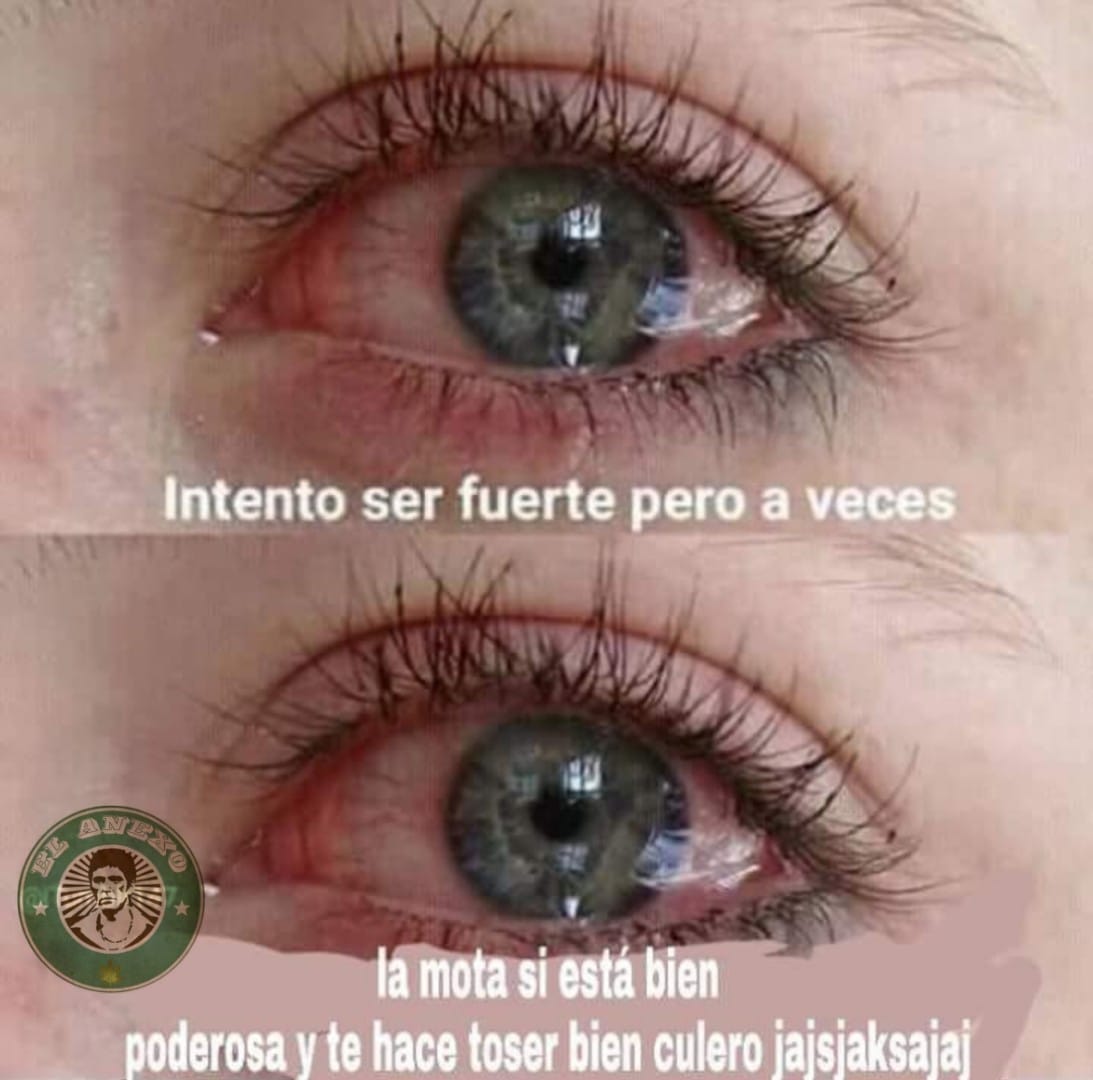 Intento ser fuerte pero a veces
EL ANEXO
la mota si está bien
poderosa y te hace toser bien culero jajsjaksajaj